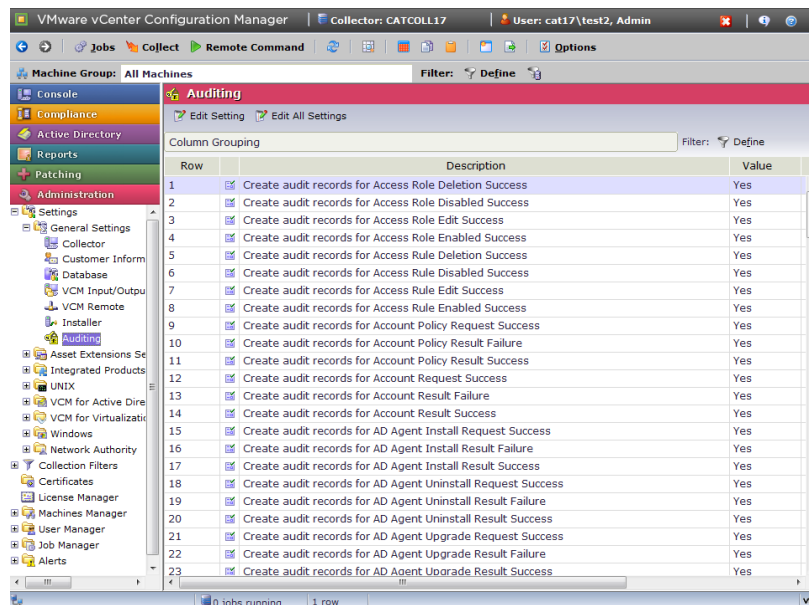 VMware vCenter Configuration Manager
Collector: CATCOLL17
User: cat17\test2, Admin
Jobs
Collect
Remote Command
Options
Machine Group: All Machines
Filter:
Define
Console
Compliance
Active Directory
Reports
Patching
Administration
Settings
General Settings
Collector
Customer Inform
Database
VCM Input/Outpu
VCM Remote
Installer
Auditing
Asset Extensions Se
Integrated Products
UNIX
VCM for Active Dire
VCM for Virtualizatio
Windows
Network Authority
Collection Filters
Certificates
License Manager
Machines Manager
User Manager
Job Manager
Alerts
Auditing
Edit Setting
Edit All Settings
Column Grouping
Filter: Define
Row Description Value
1 Create audit records for Access Role Deletion Success Yes
2 Create audit records for Access Role Disabled Success Yes
3 Create audit records for Access Role Edit Success Yes
4 Create audit records for Access Role Enabled Success Yes
5 Create audit records for Access Rule Deletion Success Yes
6 Create audit records for Access Rule Disabled Success Yes
7 Create audit records for Access Rule Edit Success Yes
8 Create audit records for Access Rule Enabled Success Yes
9 Create audit records for Account Policy Request Success Yes
10 Create audit records for Account Policy Result Failure Yes
11 Create audit records for Account Policy Result Success Yes
12 Create audit records for Account Request Success Yes
13 Create audit records for Account Result Failure Yes
14 Create audit records for Account Result Success Yes
15 Create audit records for AD Agent Install Request Success Yes
16 Create audit records for AD Agent Install Result Failure Yes
17 Create audit records for AD Agent Install Result Success Yes
18 Create audit records for AD Agent Uninstall Request Success Yes
19 Create audit records for AD Agent Uninstall Result Failure Yes
20 Create audit records for AD Agent Uninstall Result Success Yes
21 Create audit records for AD Agent Upgrade Request Success Yes
22 Create audit records for AD Agent Upgrade Result Failure Yes
23 Create audit records for AD Agent Upgrade Result Success Yes
0 jobs running
1 row